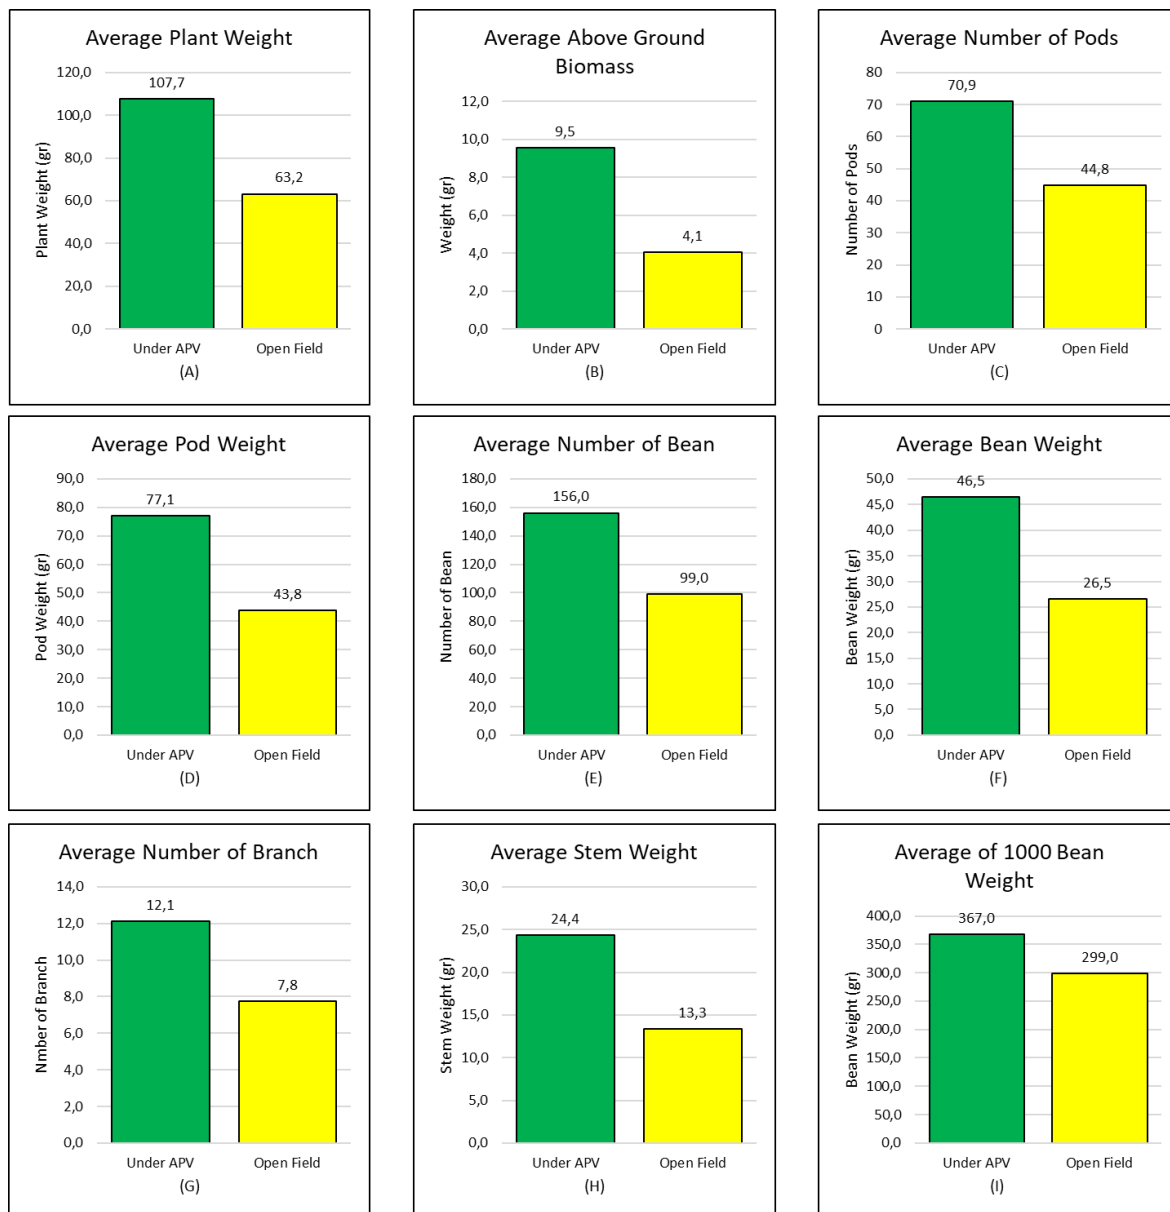 Average Plant Weight
Plant Weight (gr)
120,0
100,0
80,0
60,0
40,0
20,0
0,0
107,7
63,2
Under APV
Open Field
(A)
Average Above Ground
Biomass
Weight (gr)
12,0
10,0
8,0
6,0
4,0
2,0
0,0
9,5
4,1
Under APV
Open Field
(B)
Average Number of Pods
Number of Pods
80
70
60
50
40
30
20
10
0
70,9
44,8
Under APV
Open Field
(C)
Average Pod Weight
Pod Weight (gr)
90,0
80,0
70,0
60,0
50,0
40,0
30,0
20,0
10,0
0,0
77,1
43,8
Under APV
Open Field
(D)
Average Number of Bean
Number of Bean
180,0
160,0
140,0
120,0
100,0
80,0
60,0
40,0
20,0
0,0
156,0
99,0
Under APV
Open Field
(E)
Average Bean Weight
Bean Weight (gr)
50,0
45,0
40,0
35,0
30,0
25,0
20,0
15,0
10,0
5,0
0,0
46,5
26,5
Under APV
Open Field
(F)
Average Number of Branch
Nmber of Branch
14,0
12,0
10,0
8,0
6,0
4,0
2,0
0,0
12,1
7,8
Under APV
Open Field
(G)
Average Stem Weight
Stem Weight (gr)
30,0
25,0
20,0
15,0
10,0
5,0
0,0
24,4
13,3
Under APV
Open Field
(H)
Average of 1000 Bean
Weight
Bean Weight (gr)
400,0
350,0
300,0
250,0
200,0
150,0
100,0
50,0
0,0
367,0
299,0
Under APV
Open Field
(I)